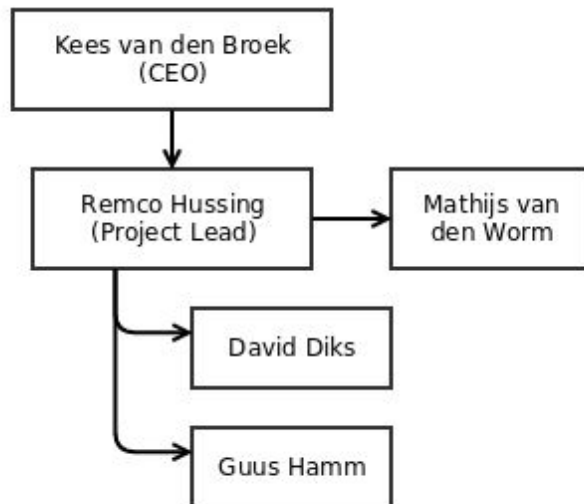 Kees van den Broek
(CEO)
Remco Hussing
(Project Lead)
Mathijs van
den Worm
David Diks
Guus Hamm